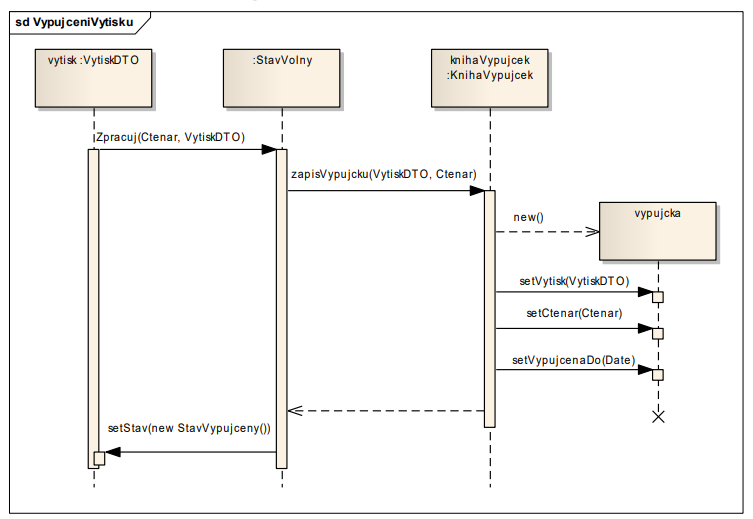 sd VypujceniVytisku
vytisk :VytiskDTO
:StavVolny
knihaVypujcek
:KnihaVypujcek
Zpracuj(Ctenar, VytiskDTO)
zapisVypujcku(VytiskDTO, Ctenar)
new()
vypujcka
setVytisk(VytiskDTO)
setCtenar(Ctenar)
setVypujcenaDo(Date)
setStav(new StavVypujceny())